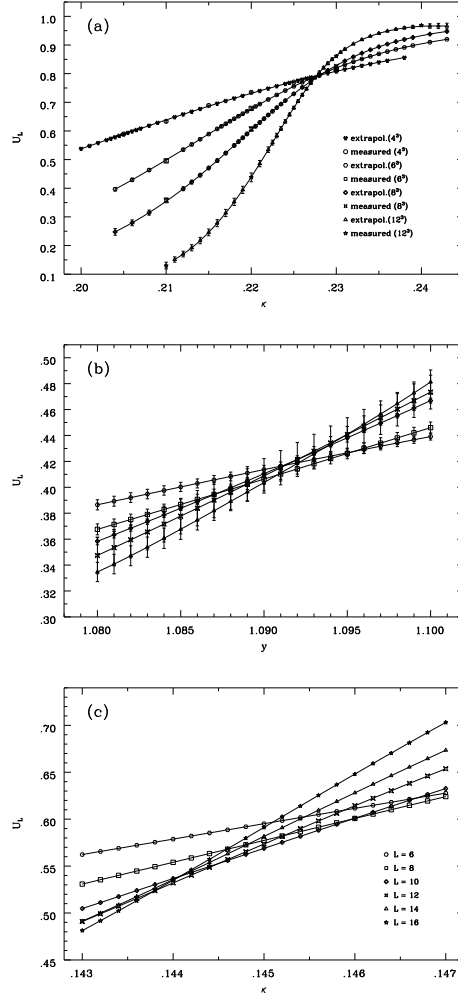 (a)
1.0
0.9
0.8
0.7
0.6
0.5
0.4
0.3
0.2
0.1
U_L
extrapol.(4³)
measured (4³)
extrapol.(6³)
measured (6³)
extrapol.(8³)
measured (8³)
extrapol.(12³)
measured (12³)
.20 .21 .22 .23 .24
κ
(b)
.50
.48
.46
.44
.42
.40
.38
.36
.34
.32
.30
U_L
1.080 1.085 1.090 1.095 1.100
y
(c)
.70
.65
.60
.55
.50
.45
U_L
L = 6
L = 8
L = 10
L = 12
L = 14
L = 16
.143 .144 .145 .146 .147
κ